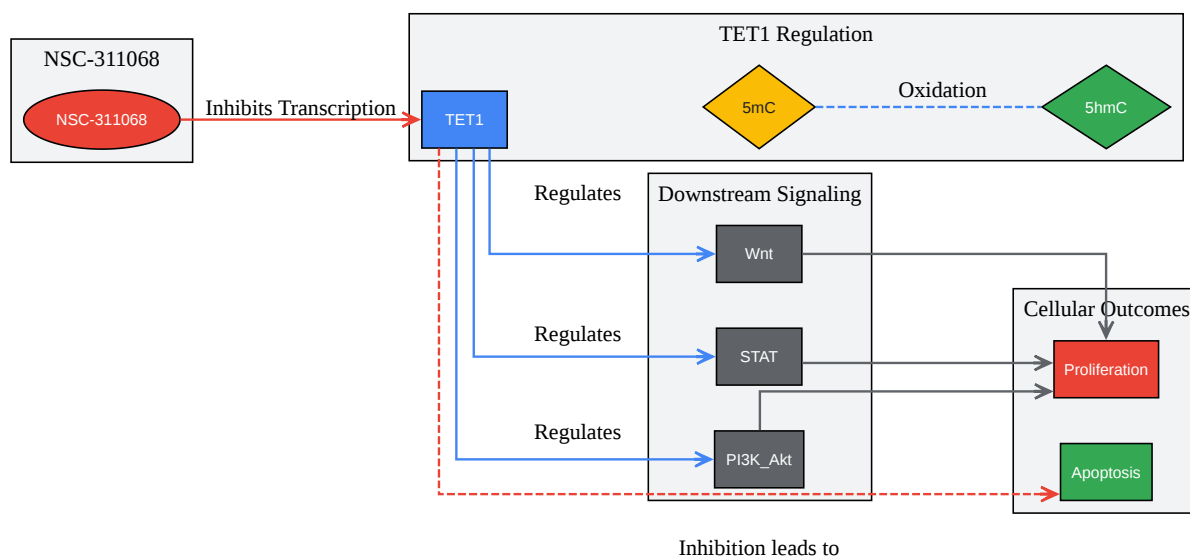 TET1 Regulation
NSC-311068
Oxidation
Inhibits Transcription
5mC
5hmC
NSC-311068
TET1
Regulates
Downstream Signaling
Wnt
Cellular Outcomes
Regulates
STAT
Proliferation
Regulates
PI3K_Akt
Apoptosis
Inhibition leads to